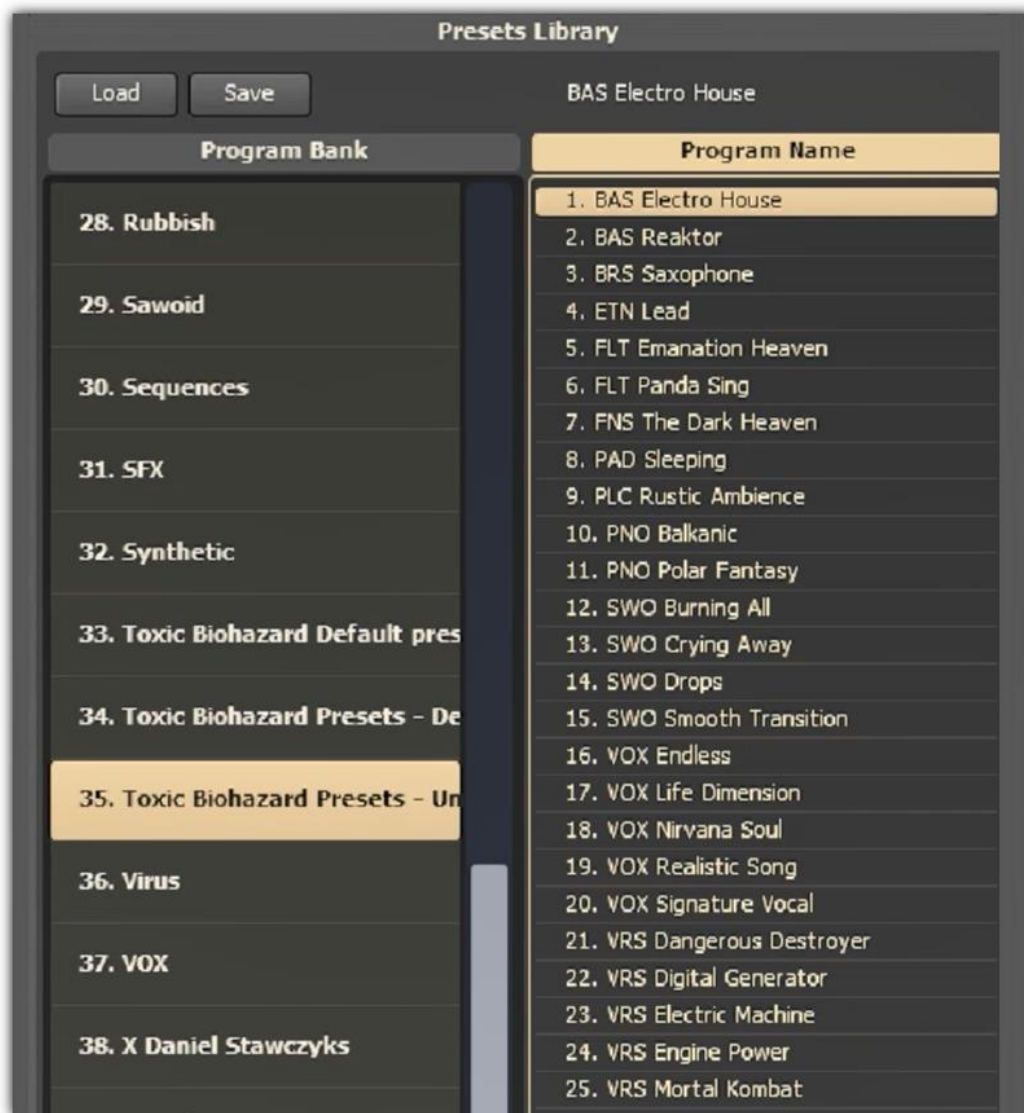 Presets Library
Load
Save
BAS Electro House
Program Bank
28. Rubbish
29. Sawoid
30. Sequences
31. SFX
32. Synthetic
33. Toxic Biohazard Default pres
34. Toxic Biohazard Presets - De
35. Toxic Biohazard Presets - Un
36. Virus
37. VOX
38. X Daniel Stawczyks
Program Name
1. BAS Electro House
2. BAS Reaktor
3. BRS Saxophone
4. ETN Lead
5. FLT Emanation Heaven
6. FLT Panda Sing
7. FNS The Dark Heaven
8. PAD Sleeping
9. PLC Rustic Ambience
10. PNO Balkanic
11. PNO Polar Fantasy
12. SWO Burning All
13. SWO Crying Away
14. SWO Drops
15. SWO Smooth Transition
16. VOX Endless
17. VOX Life Dimension
18. VOX Nirvana Soul
19. VOX Realistic Song
20. VOX Signature Vocal
21. VRS Dangerous Destroyer
22. VRS Digital Generator
23. VRS Electric Machine
24. VRS Engine Power
25. VRS Mortal Kombat